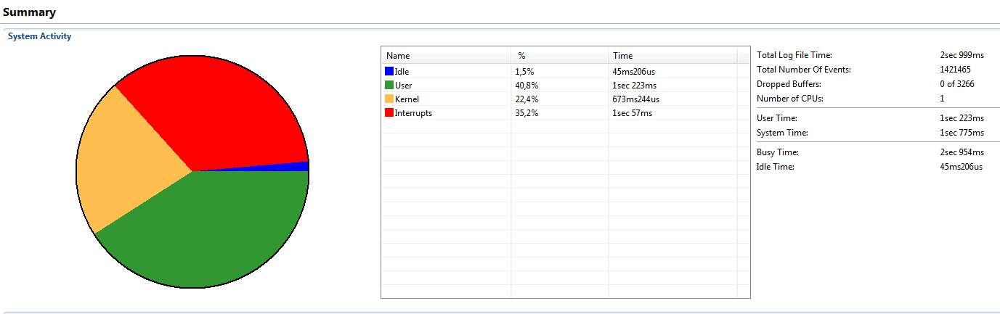 Summary
System Activity
Name % Time
Idle 1,5% 45ms206us
User 40,8% 1sec 223ms
Kernel 22,4% 673ms244us
Interrupts 35,2% 1sec 57ms
Total Log File Time: 2sec 999ms
Total Number Of Events: 1421465
Dropped Buffers: 0 of 3266
Number of CPUs: 1
User Time: 1sec 223ms
System Time: 1sec 775ms
Busy Time: 2sec 954ms
Idle Time: 45ms206us